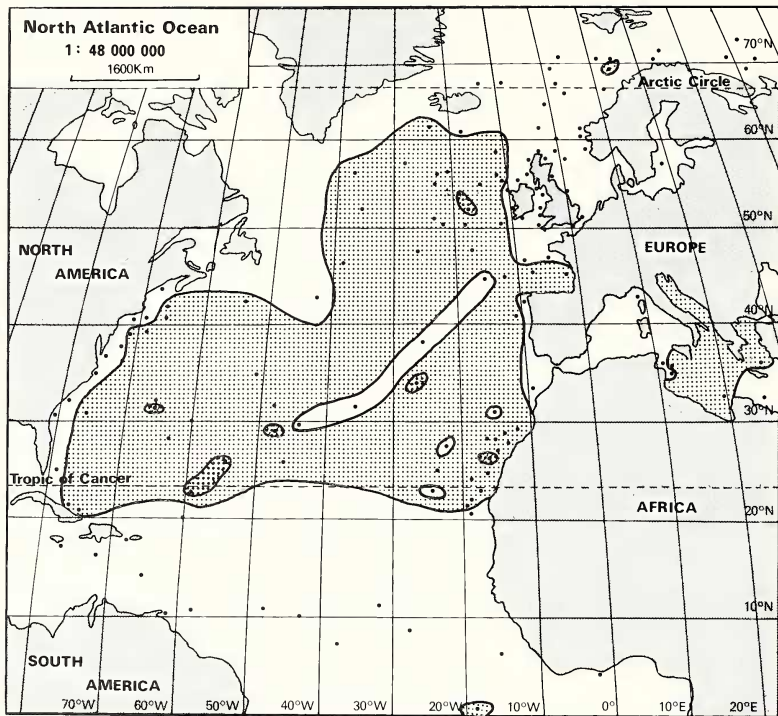 North Atlantic Ocean
1: 48 000 000
1600Km
70°N
Arctic Circle
60°N
50°N
NORTH
AMERICA
EUROPE
40°N
30°N
Tropic of Cancer
AFRICA
20°N
10°N
SOUTH
AMERICA
70°W
60°W
50°W
40°W
30°W
20°W
10°W
0°
10°E
20°E